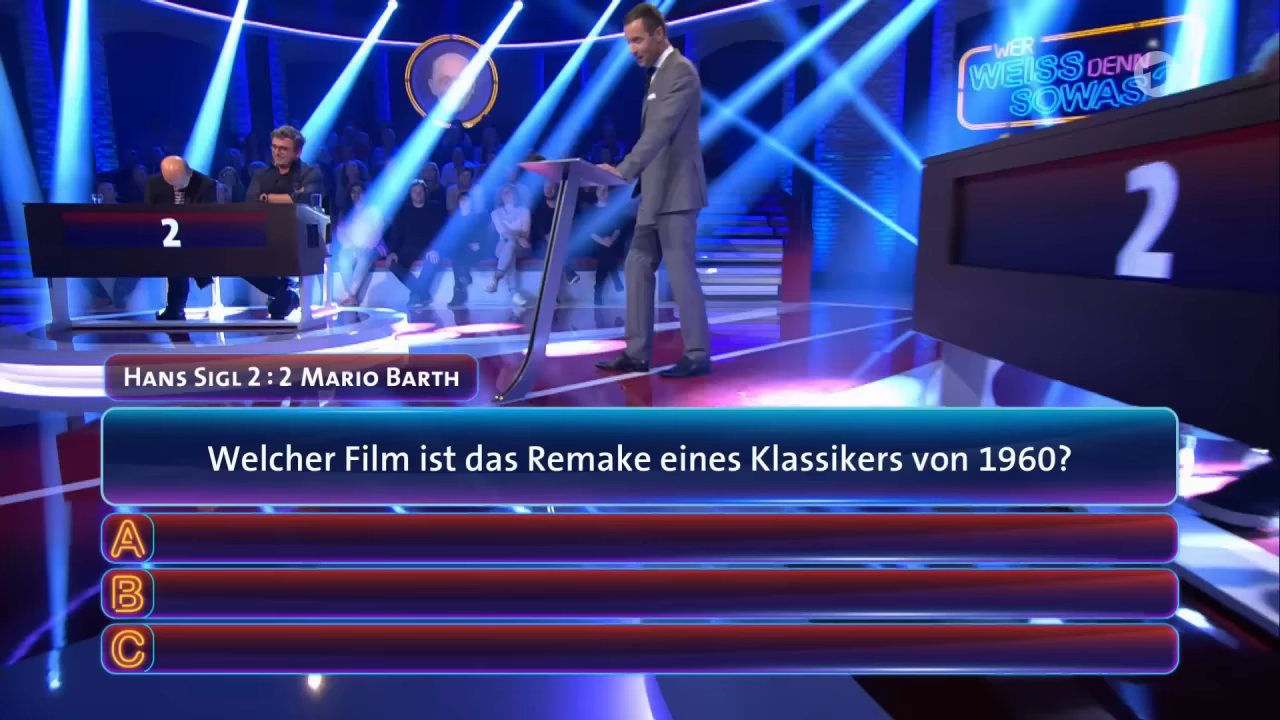 WER
WEISS DENN
SOWAS?
2
2
HANS SIGL 2:2 MARIO BARTH
Welcher Film ist das Remake eines Klassikers von 1960?
A
B
C